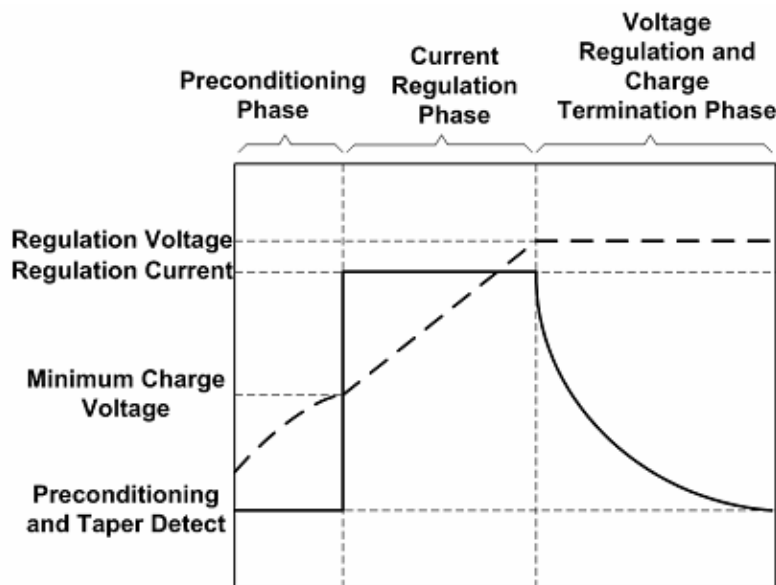 Preconditioning
Phase
Current
Regulation
Phase
Voltage
Regulation and
Charge
Termination Phase
Regulation Voltage
Regulation Current
Minimum Charge
Voltage
Preconditioning
and Taper Detect